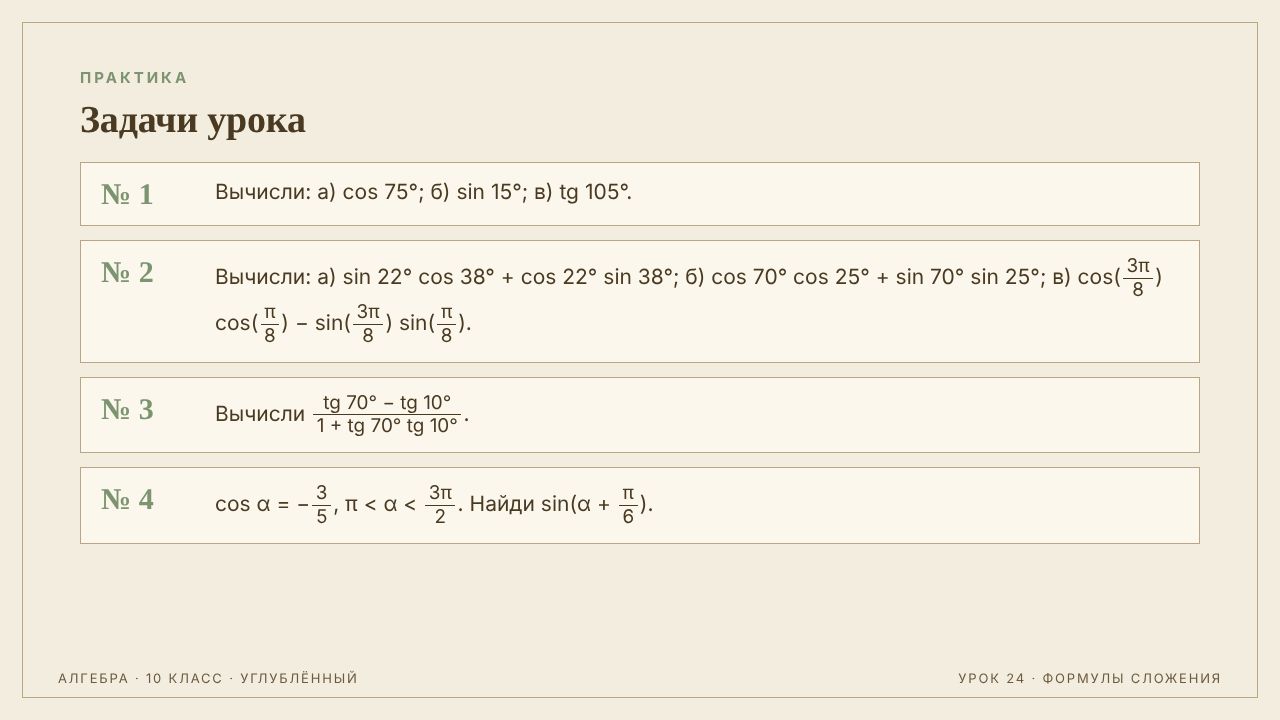 ПРАКТИКА
Задачи урока
№ 1
Вычисли: а) cos 75°; б) sin 15°; в) tg 105°.
№ 2
Вычисли: а) sin 22° cos 38° + cos 22° sin 38°; б) cos 70° cos 25° + sin 70° sin 25°; в) cos(3π/8)
cos(π/8) − sin(3π/8) sin(π/8).
№ 3
Вычисли (tg 70° − tg 10°)/(1 + tg 70° tg 10°).
№ 4
cos α = −3/5, π < α < 3π/2. Найди sin(α + π/6).
АЛГЕБРА · 10 КЛАСС · УГЛУБЛЁННЫЙ
УРОК 24 · ФОРМУЛЫ СЛОЖЕНИЯ